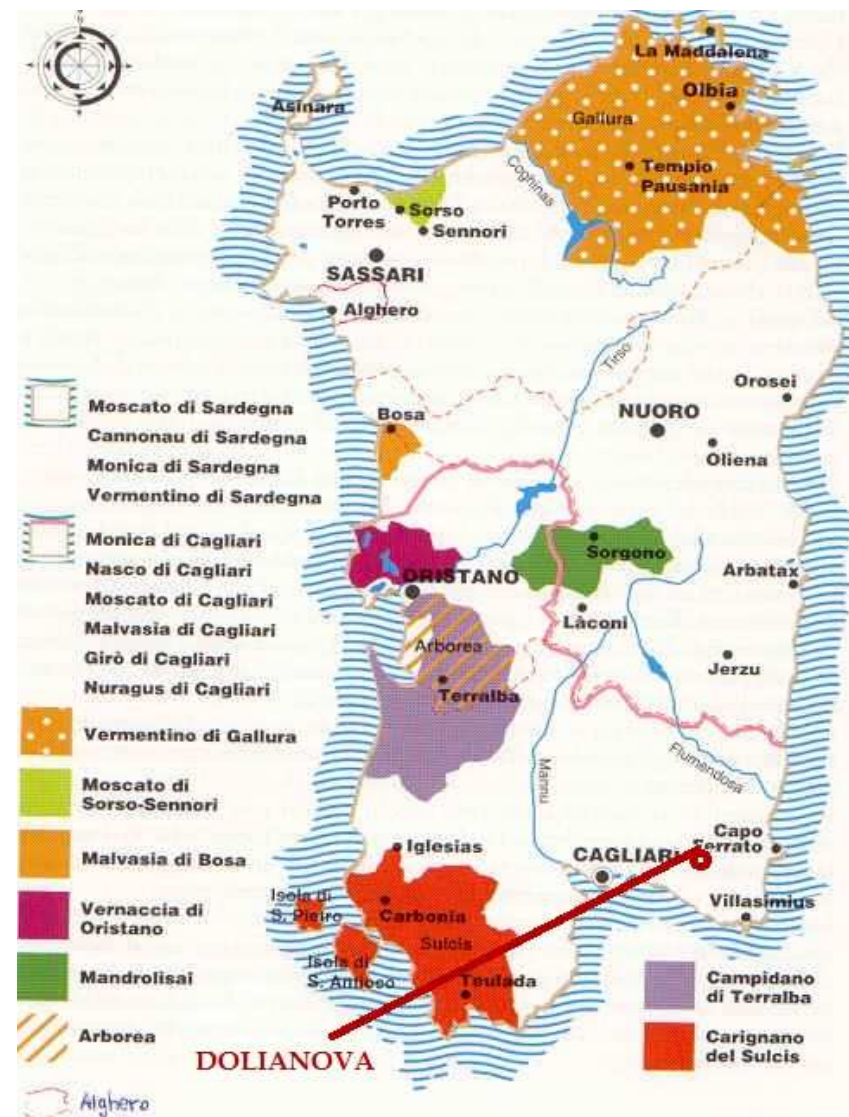 La Maddalena
Olbia
Asinara
Gallura
Coghinas
Tempio
Pausania
Porto
Torres
Sorso
Sennori
SASSARI
Alghero
Tirso
Orosei
Moscato di Sardegna
Cannonau di Sardegna
Monica di Sardegna
Vermentino di Sardegna
Bosa
NUORO
Oliena
Monica di Cagliari
Nasco di Cagliari
Moscato di Cagliari
Malvasia di Cagliari
Girò di Cagliari
Nuragus di Cagliari
Sorgono
ORISTANO
Arbatax
Làconi
Arborea
Jerzu
Terralba
Vermentino di Gallura
Mannu
Flumendosa
Moscato di
Sorso-Sennori
Capo
Serrato
Iglesias
CAGLIARI
Malvasia di Bosa
Isola di
S. Pietro
Carbonia
Villasimius
Vernaccia di
Oristano
Sulcis
Isola di
S. Antioco
Teulada
Mandrolisai
Campidano
di Terralba
Arborea
Carignano
del Sulcis
DOLIANOVA
Alghero